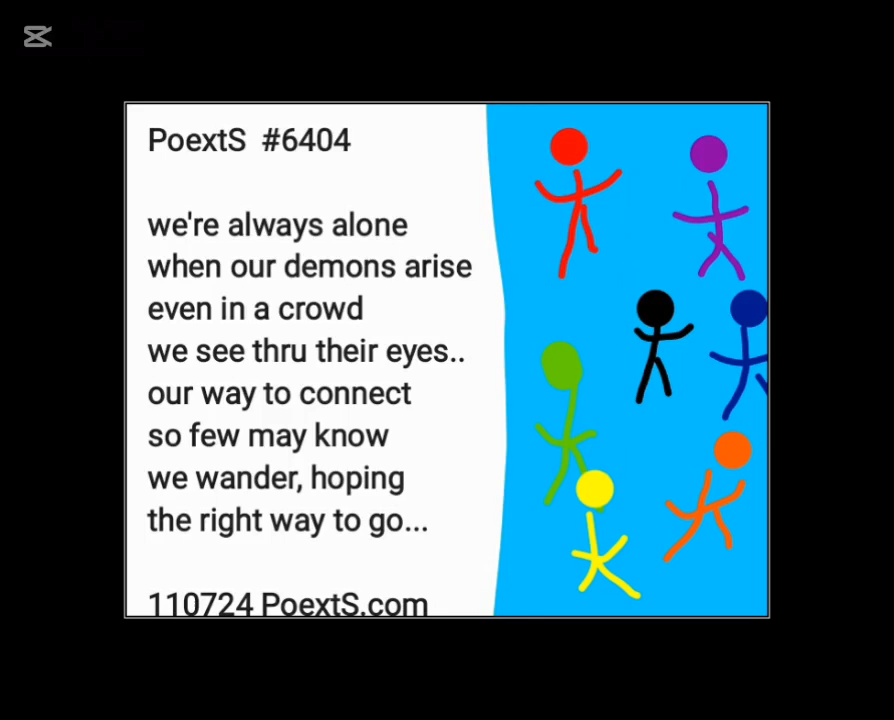 PoextS #6404
we're always alone
when our demons arise
even in a crowd
we see thru their eyes..
our way to connect
so few may know
we wander, hoping
the right way to go...
110724 PoextS.com